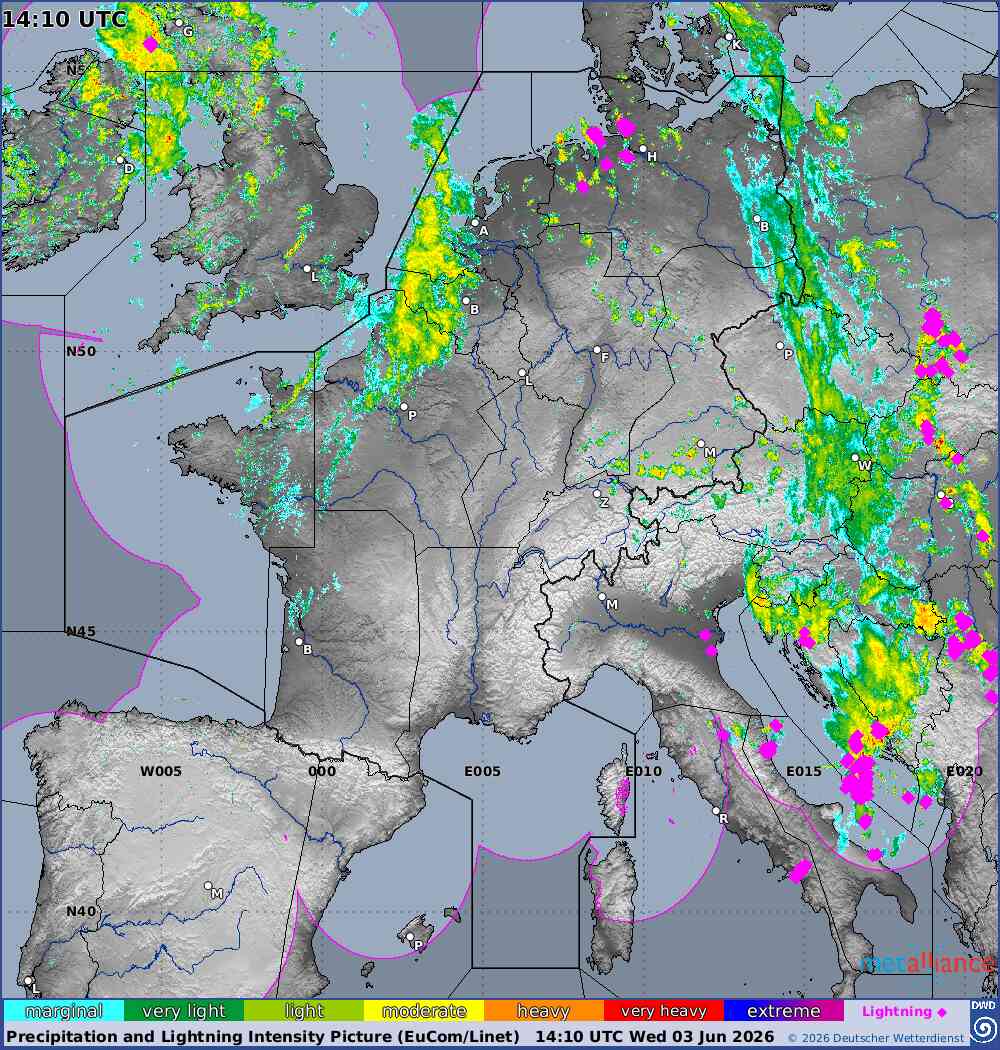 14:10 UTC
G
K
N5
D
H
A
B
L
B
N50
F
P
L
P
M
W
Z
M
N45
B
W005
000
E005
E010
E015
E020
R
M
N40
P
L
metalliance
marginal
very light
light
moderate
heavy
very heavy
extreme
Lightning
DWD
Precipitation and Lightning Intensity Picture (EuCom/Linet) 14:10 UTC Wed 03 Jun 2026 © 2026 Deutscher Wetterdienst